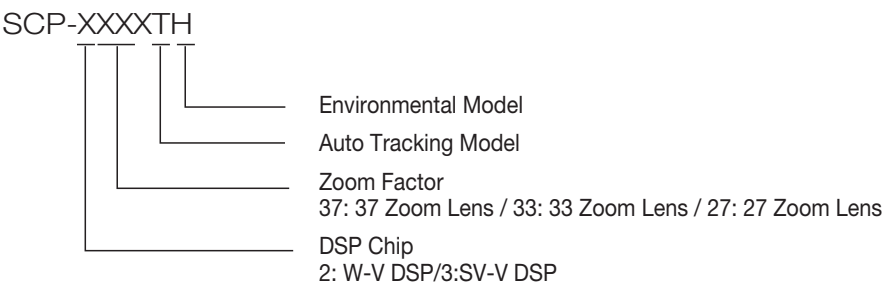 SCP-XXXXTH
Environmental Model
Auto Tracking Model
Zoom Factor
37: 37 Zoom Lens / 33: 33 Zoom Lens / 27: 27 Zoom Lens
DSP Chip
2: W-V DSP/3:SV-V DSP